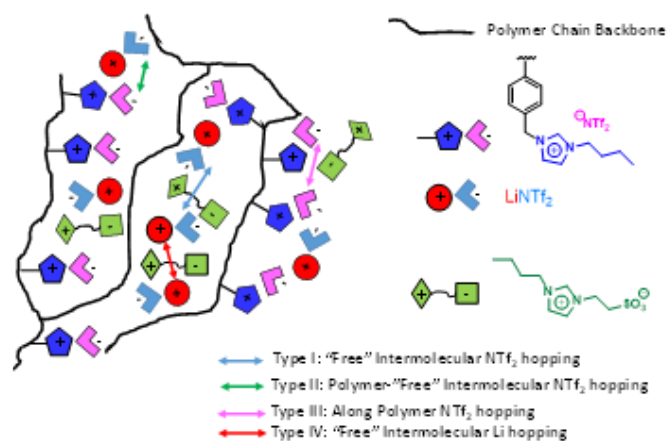 Polymer Chain Backbone
⊖NTf₂
N N
⊕
LiNTf₂
N N SO₃⊖
⊕
Type I: "Free" Intermolecular NTf₂ hopping
Type II: Polymer-"Free" Intermolecular NTf₂ hopping
Type III: Along Polymer NTf₂ hopping
Type IV: "Free" Intermolecular Li hopping